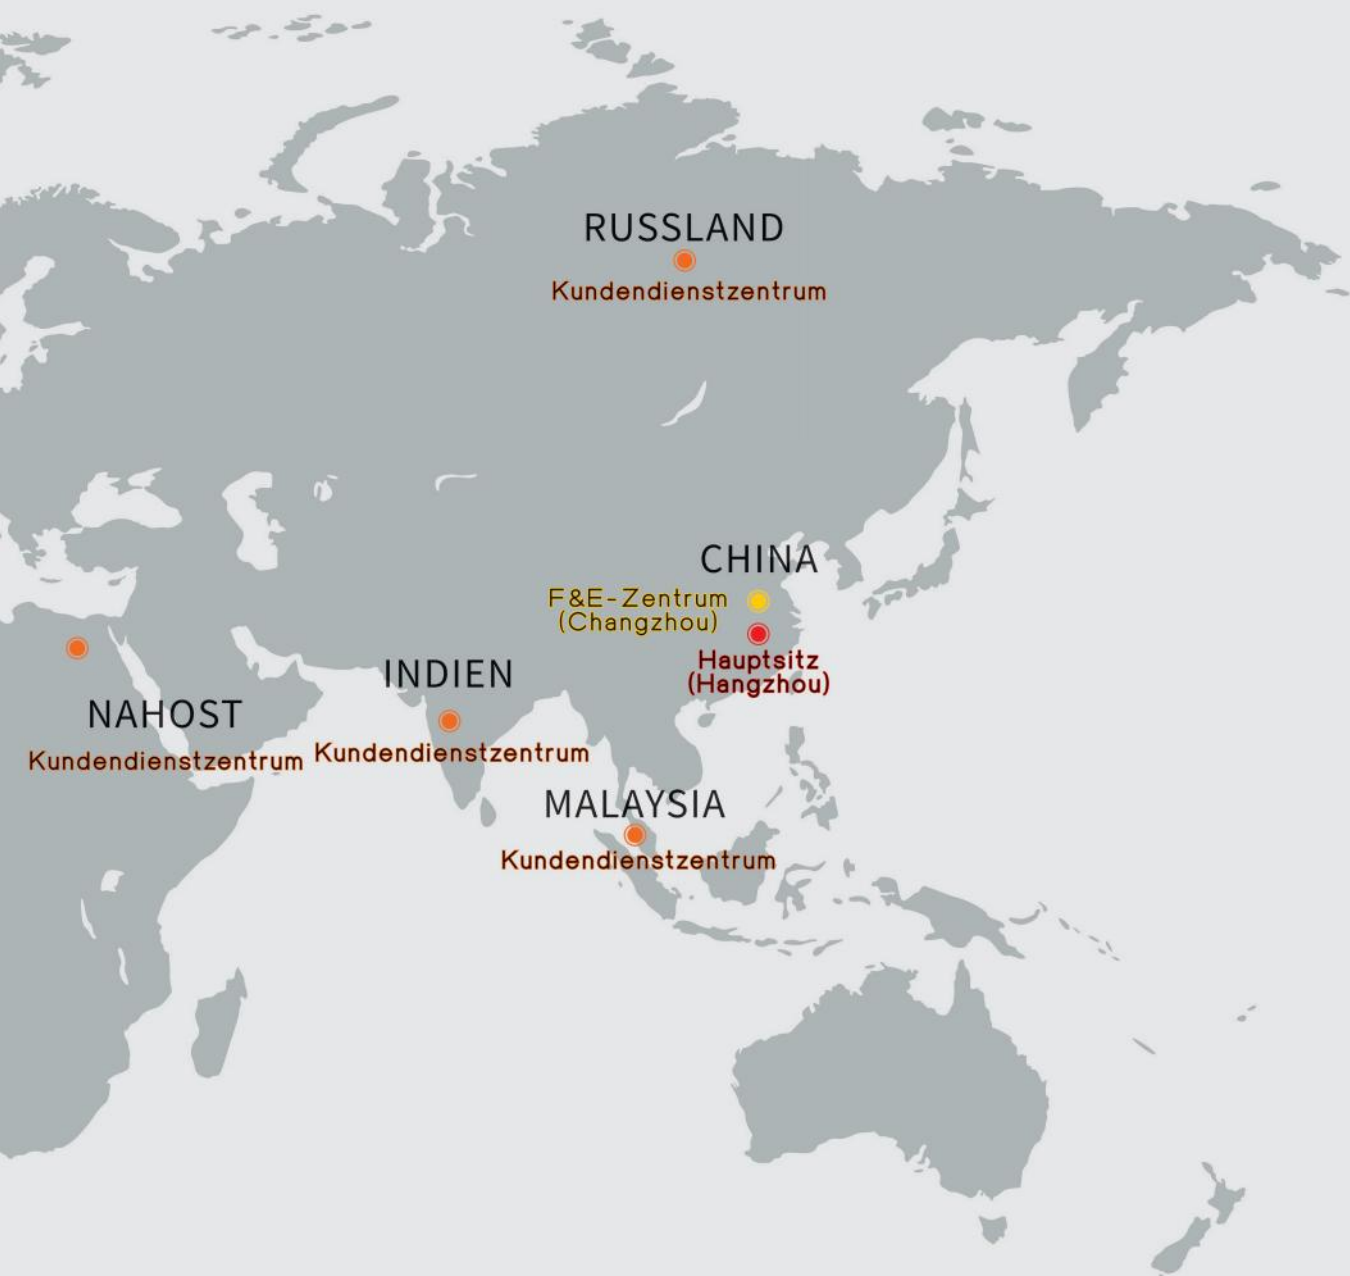 RUSSLAND
Kundendienstzentrum
CHINA
F&E-Zentrum
(Changzhou)
Hauptsitz
(Hangzhou)
INDIEN
Kundendienstzentrum
NAHOST
Kundendienstzentrum
MALAYSIA
Kundendienstzentrum